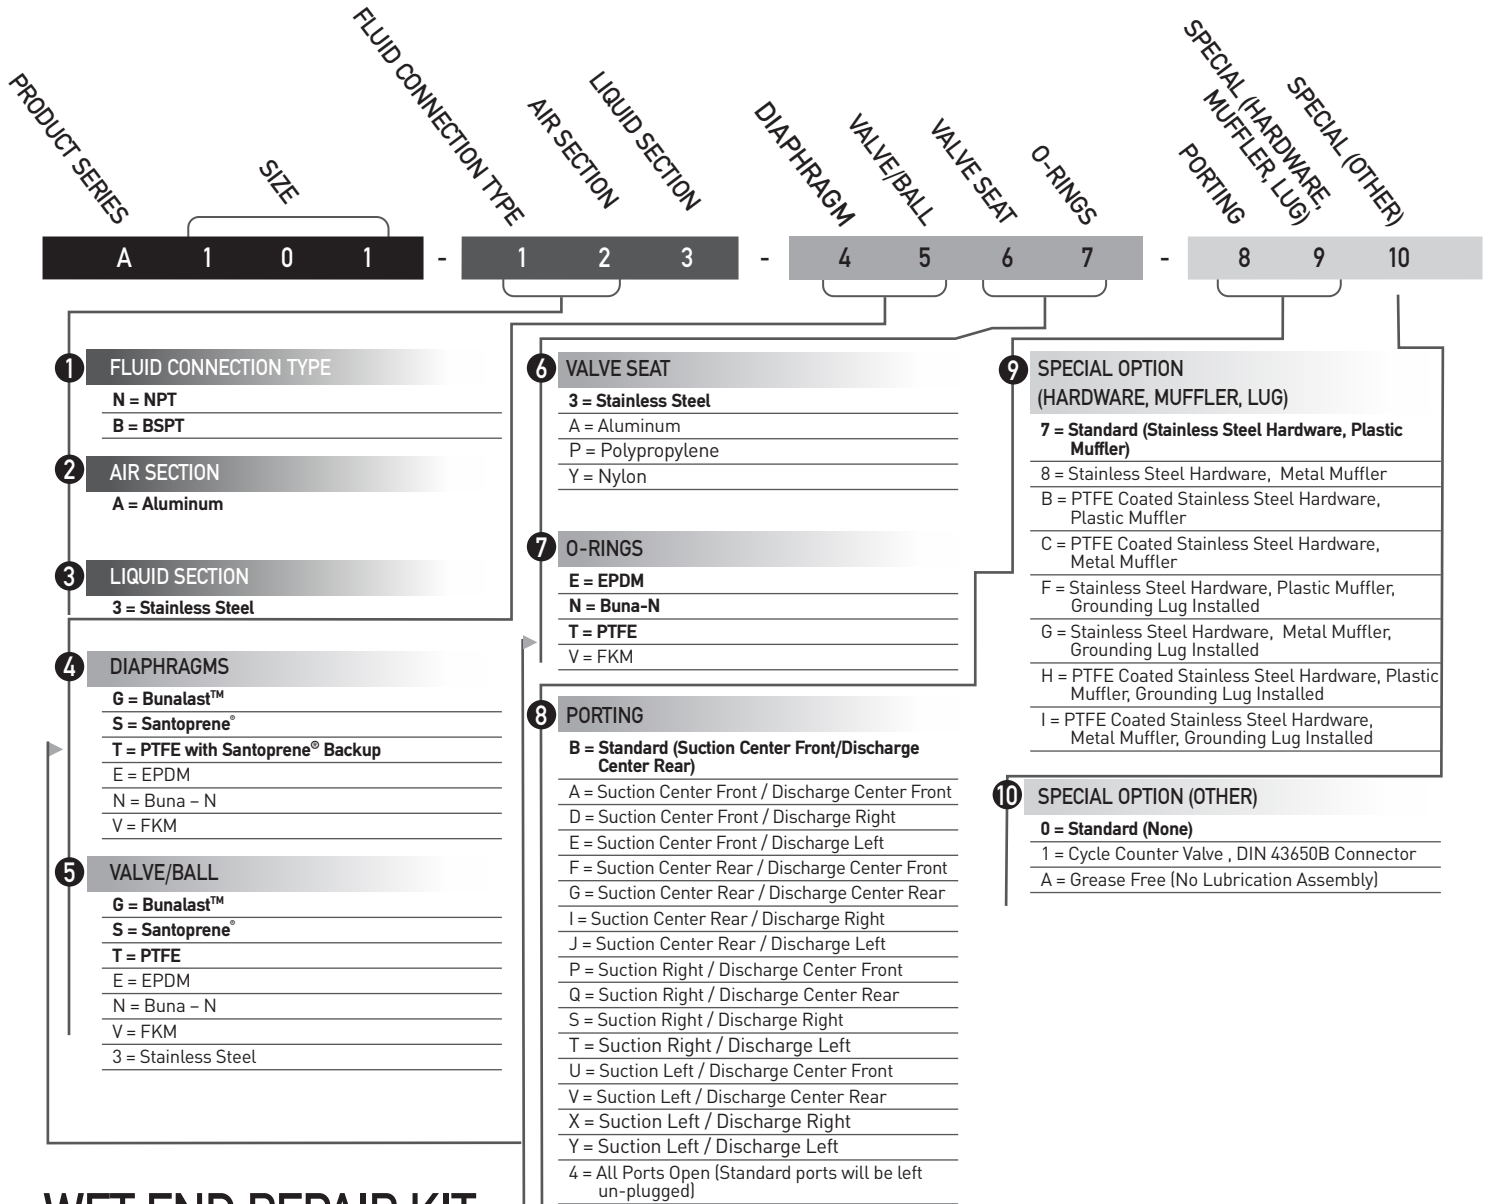 PRODUCT SERIES
SIZE
FLUID CONNECTION TYPE
AIR SECTION
LIQUID SECTION
DIAPHRAGM
VALVE/BALL
VALVE SEAT
O-RINGS
PORTING
SPECIAL (HARDWARE,
MUFFLER, LUG)
SPECIAL (OTHER)
A 1 0 1 - 1 2 3 - 4 5 6 7 - 8 9 10
1 FLUID CONNECTION TYPE
N = NPT
B = BSPT
2 AIR SECTION
A = Aluminum
3 LIQUID SECTION
3 = Stainless Steel
4 DIAPHRAGMS
G = Bunalast™
S = Santoprene®
T = PTFE with Santoprene® Backup
E = EPDM
N = Buna – N
V = FKM
5 VALVE/BALL
G = Bunalast™
S = Santoprene®
T = PTFE
E = EPDM
N = Buna – N
V = FKM
3 = Stainless Steel
6 VALVE SEAT
3 = Stainless Steel
A = Aluminum
P = Polypropylene
Y = Nylon
7 O-RINGS
E = EPDM
N = Buna-N
T = PTFE
V = FKM
8 PORTING
B = Standard (Suction Center Front/Discharge
Center Rear)
A = Suction Center Front / Discharge Center Front
D = Suction Center Front / Discharge Right
E = Suction Center Front / Discharge Left
F = Suction Center Rear / Discharge Center Front
G = Suction Center Rear / Discharge Center Rear
I = Suction Center Rear / Discharge Right
J = Suction Center Rear / Discharge Left
P = Suction Right / Discharge Center Front
Q = Suction Right / Discharge Center Rear
S = Suction Right / Discharge Right
T = Suction Right / Discharge Left
U = Suction Left / Discharge Center Front
V = Suction Left / Discharge Center Rear
X = Suction Left / Discharge Right
Y = Suction Left / Discharge Left
4 = All Ports Open (Standard ports will be left
un-plugged)
9 SPECIAL OPTION
(HARDWARE, MUFFLER, LUG)
7 = Standard (Stainless Steel Hardware, Plastic
Muffler)
8 = Stainless Steel Hardware, Metal Muffler
B = PTFE Coated Stainless Steel Hardware,
Plastic Muffler
C = PTFE Coated Stainless Steel Hardware,
Metal Muffler
F = Stainless Steel Hardware, Plastic Muffler,
Grounding Lug Installed
G = Stainless Steel Hardware, Metal Muffler,
Grounding Lug Installed
H = PTFE Coated Stainless Steel Hardware, Plastic
Muffler, Grounding Lug Installed
I = PTFE Coated Stainless Steel Hardware,
Metal Muffler, Grounding Lug Installed
10 SPECIAL OPTION (OTHER)
0 = Standard (None)
1 = Cycle Counter Valve , DIN 43650B Connector
A = Grease Free (No Lubrication Assembly)
WET END REPAIR KIT